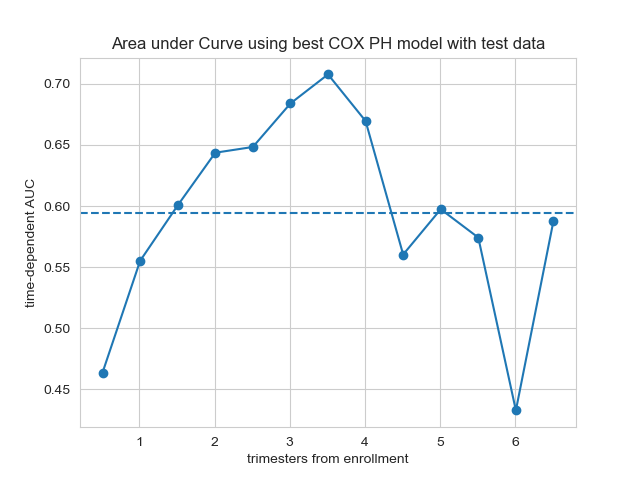 Area under Curve using best COX PH model with test data
time-dependent AUC
0.70
0.65
0.60
0.55
0.50
0.45
1 2 3 4 5 6
trimesters from enrollment